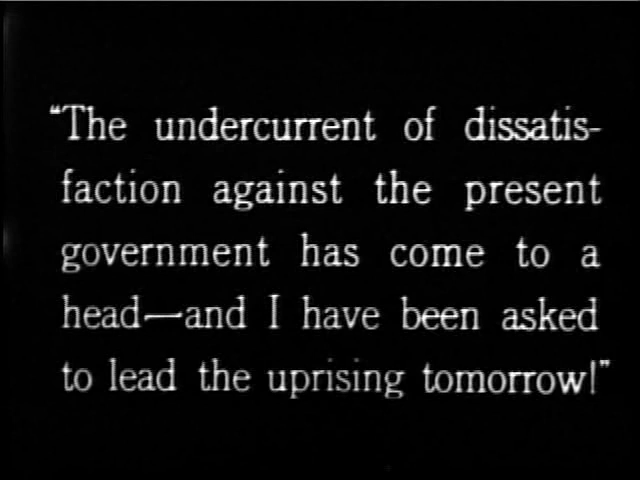 “The undercurrent of dissatis-
faction against the present
government has come to a
head—and I have been asked
to lead the uprising tomorrow!”